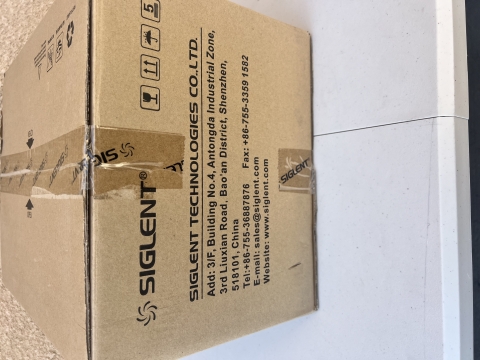 SIGLENT®
SIGLENT TECHNOLOGIES CO.,LTD.
Add: 3/F, Building No.4, Antongda Industrial Zone,
3rd Liuxian Road, Bao'an District, Shenzhen,
518101, China
Tel:+86-755-36887876 Fax: +86-755-3359 1582
E-mail: sales@siglent.com
Website: www.siglent.com
5
SIGLENT